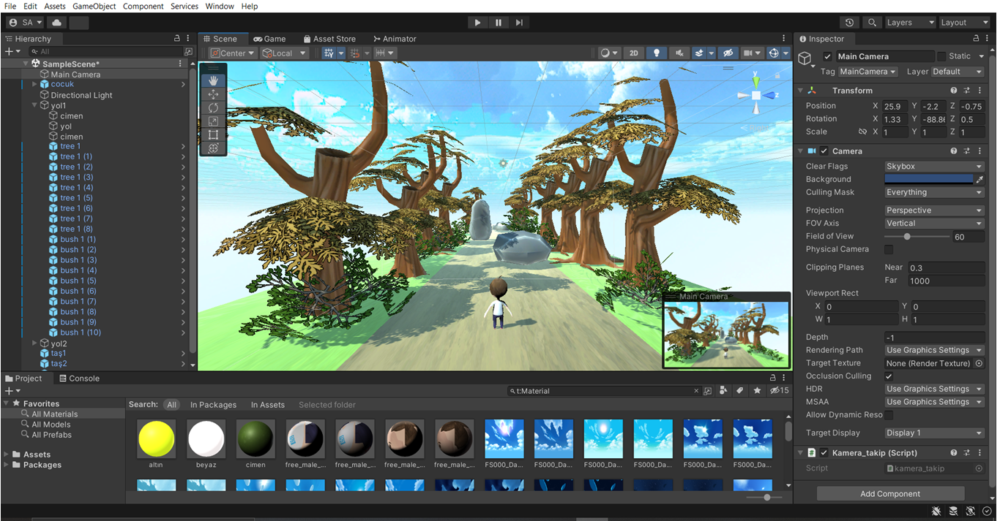 File Edit Assets GameObject Component Services Window Help
SA Layers Layout
Hierarchy
All
SampleScene*
Main Camera
cocuk
Directional Light
yol1
cimen
yol
cimen
tree 1
tree 1 (1)
tree 1 (2)
tree 1 (3)
tree 1 (4)
tree 1 (5)
tree 1 (6)
tree 1 (7)
tree 1 (8)
bush 1 (1)
bush 1 (2)
bush 1 (3)
bush 1 (4)
bush 1 (5)
bush 1 (6)
bush 1 (7)
bush 1 (8)
bush 1 (9)
bush 1 (10)
yol2
taş1
taş2
Scene Game Asset Store Animator
Center Local 2D
y
z
Main Camera
Inspector
Main Camera Static
Tag MainCamera Layer Default
Transform
Position X 25.9 Y -2.2 Z -0.75
Rotation X 1.33 Y -88.86 Z 0.5
Scale X 1 Y 1 Z 1
Camera
Clear Flags Skybox
Background
Culling Mask Everything
Projection Perspective
FOV Axis Vertical
Field of View 60
Physical Camera
Clipping Planes Near 0.3
Far 1000
Viewport Rect
X 0 Y 0
W 1 H 1
Depth -1
Rendering Path Use Graphics Settings
Target Texture None (Render Texture)
Occlusion Culling
HDR Use Graphics Settings
MSAA Use Graphics Settings
Allow Dynamic Reso
Target Display Display 1
Kamera_takip (Script)
Script kamera_takip
Add Component
Project Console
t:Material 15
Favorites
All Materials
All Models
All Prefabs
Assets
Packages
Search: All In Packages In Assets Selected folder
altın beyaz cimen free_male_... free_male_... free_male_... free_male_... FS000_Da... FS000_Da... FS000_Da... FS000_Da... FS000_Da... FS000_Da...